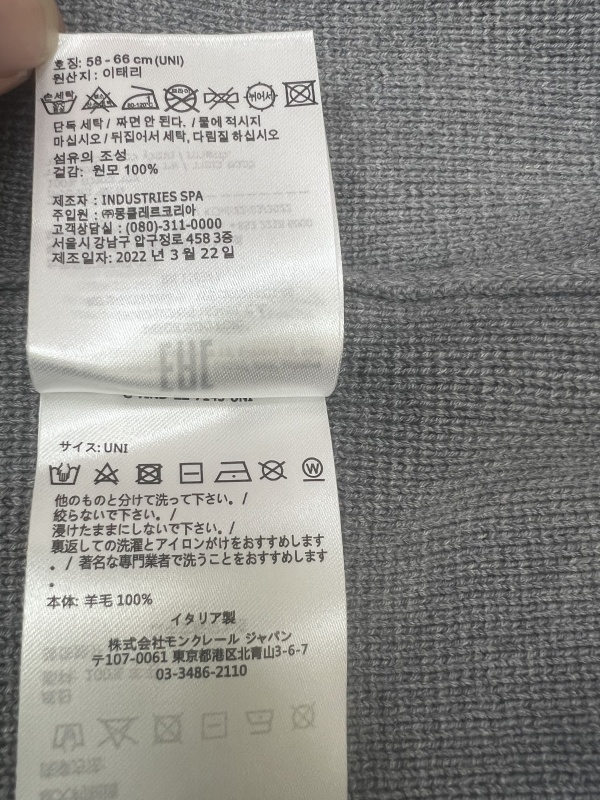 호칭: 58 - 66 cm (UNI)
원산지 : 이태리
손세탁
80-120℃
뉘어서
단독 세탁 / 짜면 안 된다. / 물에 적시지
마십시오 / 뒤집어서 세탁, 다림질 하십시오
섬유의 조성
겉감: 원모 100%
제조자 : INDUSTRIES SPA
주입원 : ㈜몽클레르코리아
고객상담실 : (080)-311-0000
서울시 강남구 압구정로 458 3층
제조일자: 2022 년 3 월 22 일
EAC
サイズ: UNI
W
他のものと分けて洗って下さい。/
絞らないで下さい。/
浸けたままにしないで下さい。/
裏返しての洗濯とアイロンがけをおすすめします
. / 著名な専門業者で洗うことをおすすめします
.
本体: 羊毛 100%
イタリア製
株式会社モンクレール ジャパン
〒107-0061 東京都港区北青山3-6-7
03-3486-2110